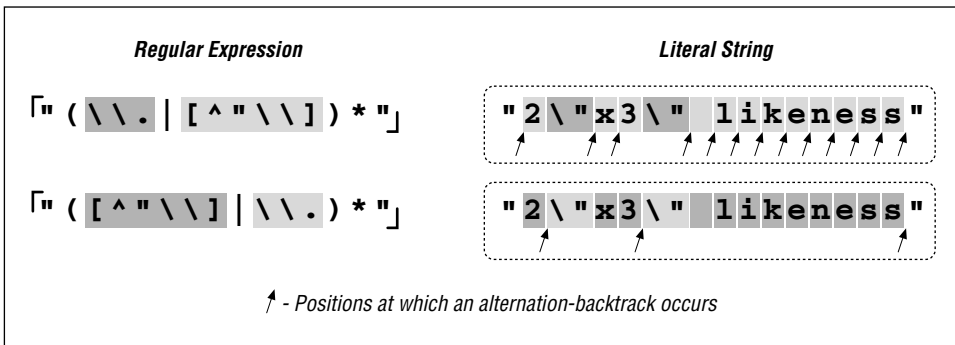 Regular Expression Literal String
⌈"(\\.|[^"\\])*"⌋ "2\"x3\" likeness"
⌈"([^"\\]|\\.)*"⌋ "2\"x3\" likeness"
- Positions at which an alternation-backtrack occurs